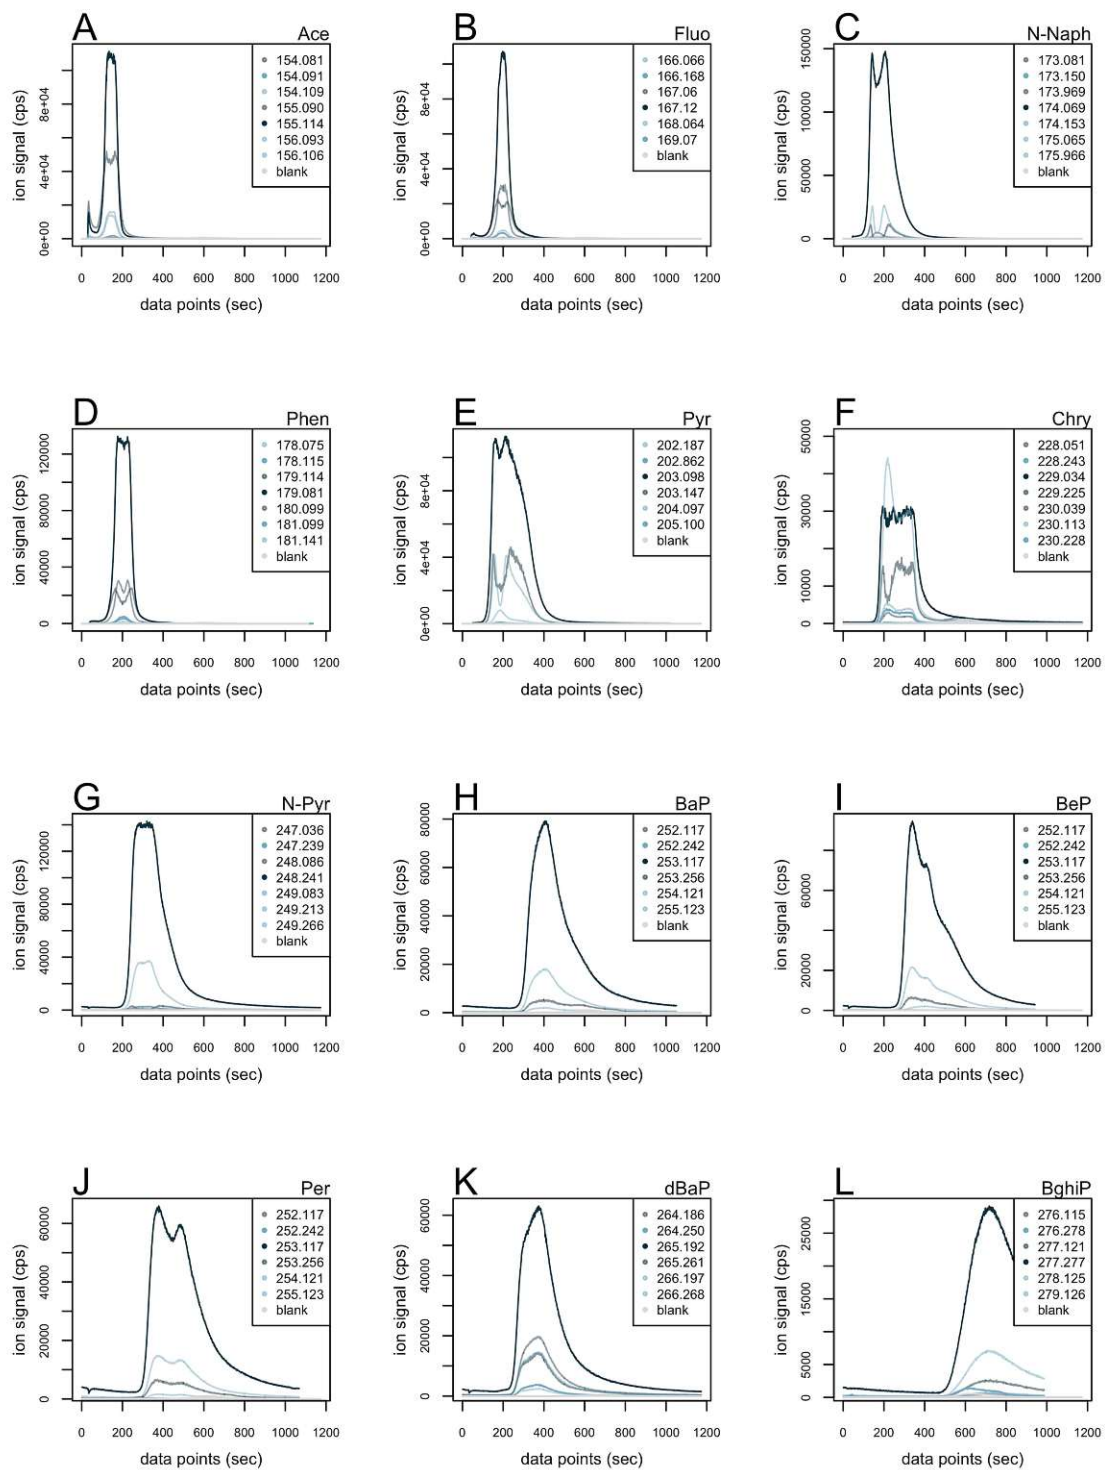 A Ace
ion signal (cps)
0e+00 4e+04 8e+04
154.081
154.091
154.109
155.090
155.114
156.093
156.106
blank
0 200 400 600 800 1000 1200
data points (sec)
B Fluo
ion signal (cps)
0e+00 4e+04 8e+04
166.066
166.168
167.06
167.12
168.064
169.07
blank
0 200 400 600 800 1000 1200
data points (sec)
C N-Naph
ion signal (cps)
0 50000 100000 150000
173.081
173.150
173.969
174.069
174.153
175.065
175.966
blank
0 200 400 600 800 1000 1200
data points (sec)
D Phen
ion signal (cps)
0 40000 80000 120000
178.075
178.115
179.114
179.081
180.099
181.099
181.141
blank
0 200 400 600 800 1000 1200
data points (sec)
E Pyr
ion signal (cps)
0e+00 4e+04 8e+04
202.187
202.862
203.098
203.147
204.097
205.100
blank
0 200 400 600 800 1000 1200
data points (sec)
F Chry
ion signal (cps)
0 10000 30000 50000
228.051
228.243
229.034
229.225
230.039
230.113
230.228
blank
0 200 400 600 800 1000 1200
data points (sec)
G N-Pyr
ion signal (cps)
0 40000 80000 120000
247.036
247.239
248.086
248.241
249.083
249.213
249.266
blank
0 200 400 600 800 1000 1200
data points (sec)
H BaP
ion signal (cps)
0 20000 40000 60000 80000
252.117
252.242
253.117
253.256
254.121
255.123
blank
0 200 400 600 800 1000 1200
data points (sec)
I BeP
ion signal (cps)
0 20000 60000
252.117
252.242
253.117
253.256
254.121
255.123
blank
0 200 400 600 800 1000 1200
data points (sec)
J Per
ion signal (cps)
0 20000 40000 60000
252.117
252.242
253.117
253.256
254.121
255.123
blank
0 200 400 600 800 1000 1200
data points (sec)
K dBaP
ion signal (cps)
0 20000 40000 60000
264.186
264.250
265.192
265.261
266.197
266.268
blank
0 200 400 600 800 1000 1200
data points (sec)
L BghiP
ion signal (cps)
0 5000 15000 25000
276.115
276.278
277.121
277.277
278.125
279.126
blank
0 200 400 600 800 1000 1200
data points (sec)